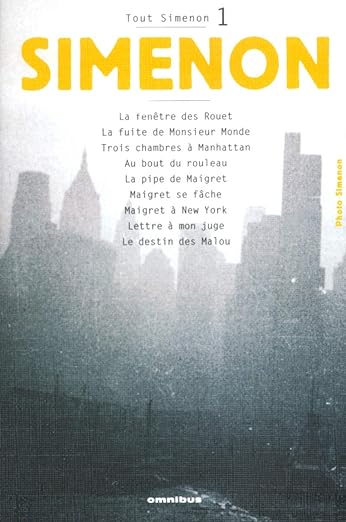 Tout Simenon 1
SIMENON
La fenêtre des Rouet
La fuite de Monsieur Monde
Trois chambres à Manhattan
Au bout du rouleau
La pipe de Maigret
Maigret se fâche
Maigret à New York
Lettre à mon juge
Le destin des Malou
Photo Simenon
omnibus